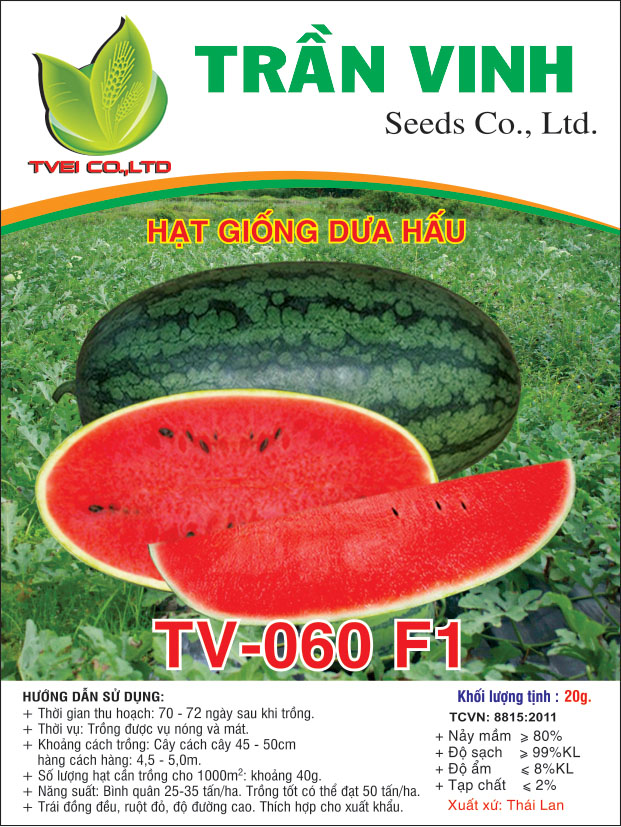 TRẦN VINH
Seeds Co., Ltd.
TVEI CO.,LTD
HẠT GIỐNG DƯA HẤU
TV-060 F1
HƯỚNG DẪN SỬ DỤNG:
+ Thời gian thu hoạch: 70 - 72 ngày sau khi trồng.
+ Thời vụ: Trồng được vụ nóng và mát.
+ Khoảng cách trồng: Cây cách cây 45 - 50cm
hàng cách hàng: 4,5 - 5,0m.
+ Số lượng hạt cần trồng cho 1000m²: khoảng 40g.
+ Năng suất: Bình quân 25-35 tấn/ha. Trồng tốt có thể đạt 50 tấn/ha.
+ Trái đồng đều, ruột đỏ, độ đường cao. Thích hợp cho xuất khẩu.
Khối lượng tịnh : 20g.
TCVN: 8815:2011
+ Nảy mầm ⩾ 80%
+ Độ sạch ⩾ 99%KL
+ Độ ẩm ⩽ 8%KL
+ Tạp chất ⩽ 2%
Xuất xứ: Thái Lan